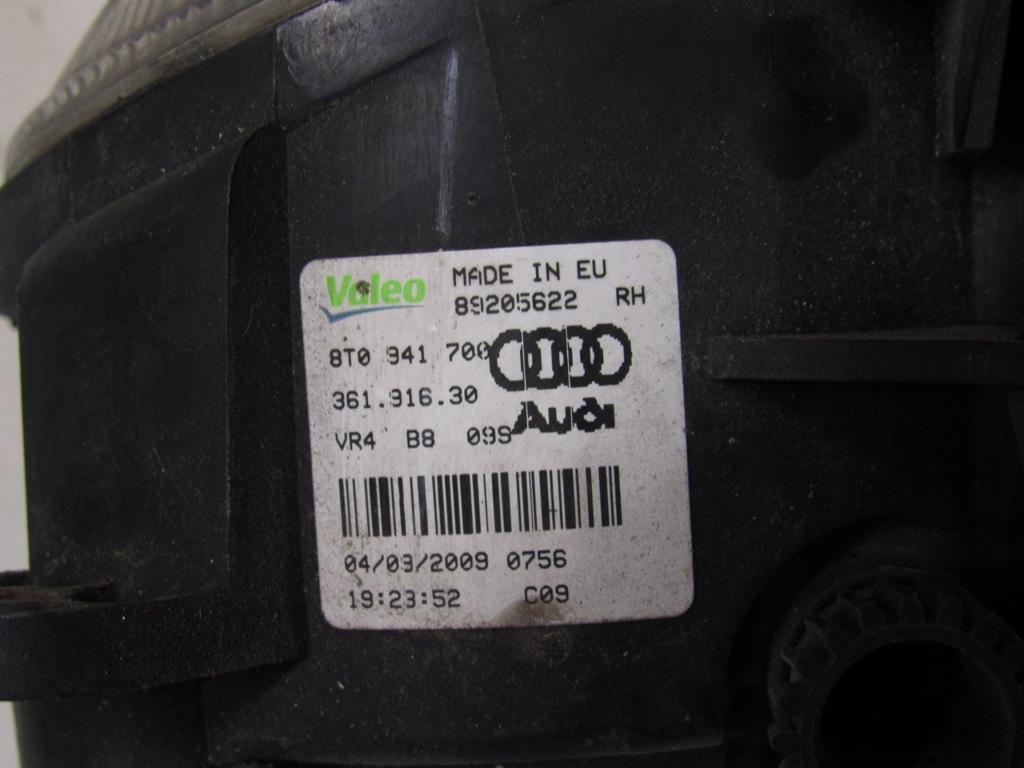 Valeo MADE IN EU
89205622 RH
8T0 941 700
361.916.30
Audi
VR4 B8 09S
04/09/2009 0756
19:23:52 C09